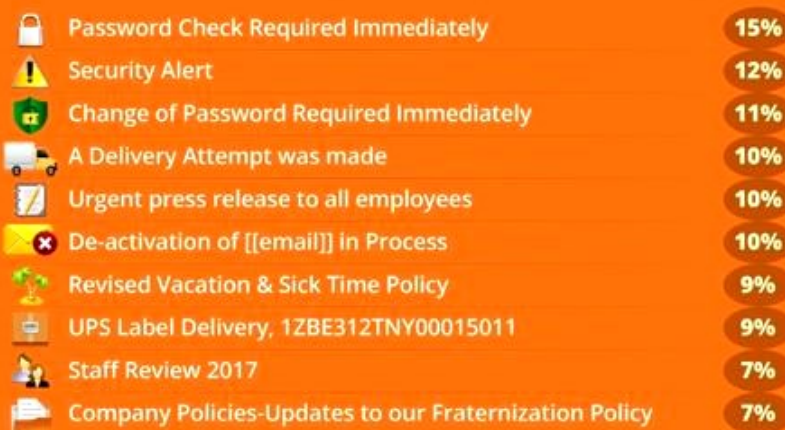 Password Check Required Immediately 15%
Security Alert 12%
Change of Password Required Immediately 11%
A Delivery Attempt was made 10%
Urgent press release to all employees 10%
De-activation of [[email]] in Process 10%
Revised Vacation & Sick Time Policy 9%
UPS Label Delivery, 1ZBE312TNY00015011 9%
Staff Review 2017 7%
Company Policies-Updates to our Fraternization Policy 7%